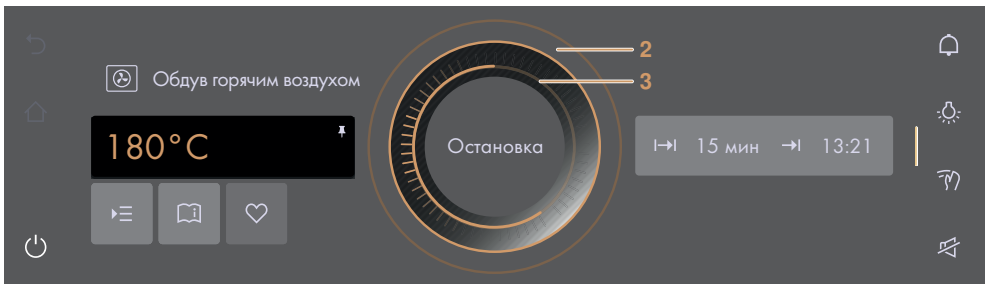 2
3
Обдув горячим воздухом
180°C
Остановка
15 мин 13:21
i